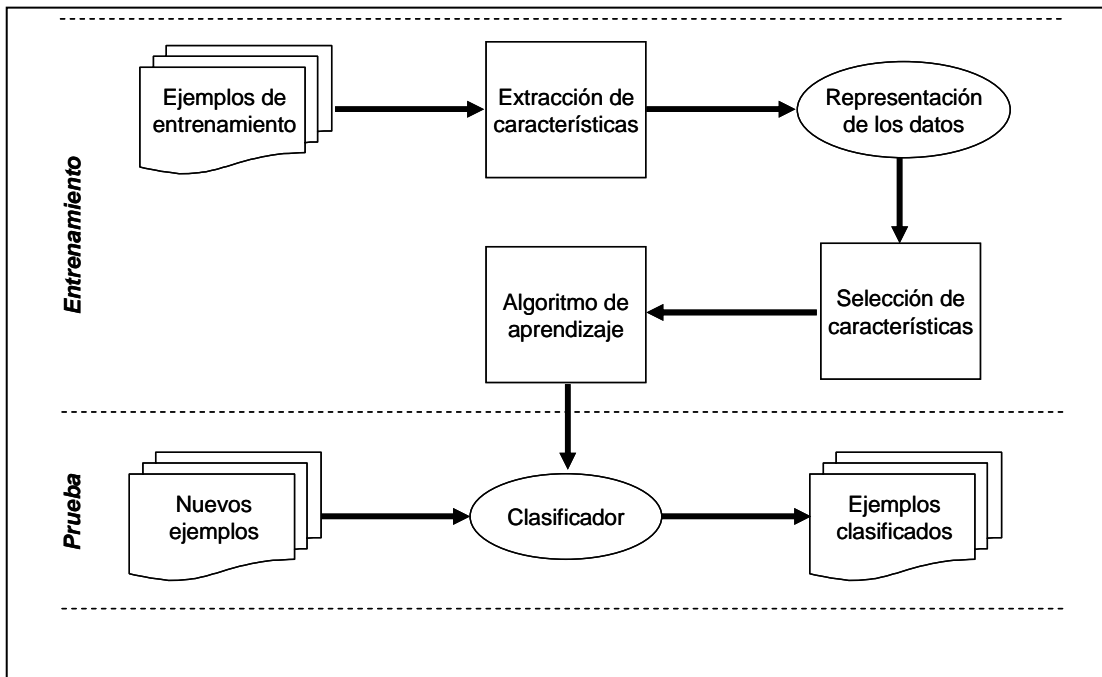 Entrenamiento
Ejemplos de
entrenamiento
Extracción de
características
Representación
de los datos
Selección de
características
Algoritmo de
aprendizaje
Prueba
Nuevos
ejemplos
Clasificador
Ejemplos
clasificados